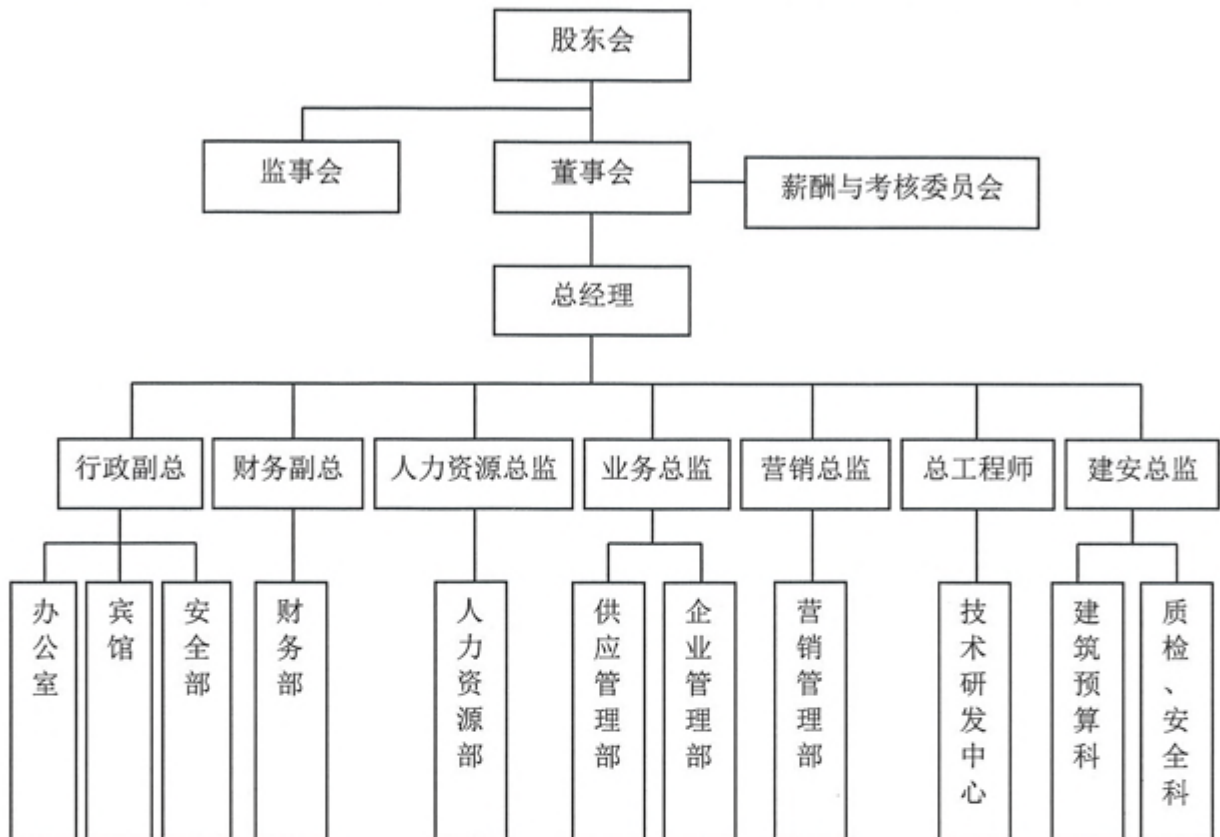 股东会
监事会
董事会
薪酬与考核委员会
总经理
行政副总
财务副总
人力资源总监
业务总监
营销总监
总工程师
建安总监
办公室
宾馆
安全部
财务部
人力资源部
供应管理部
企业管理部
营销管理部
技术研发中心
建筑预算科
质检、安全科